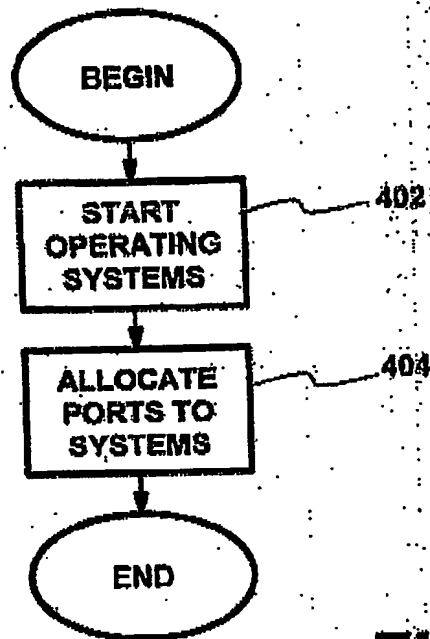 BEGIN
START
OPERATING
SYSTEMS
402
ALLOCATE
PORTS TO
SYSTEMS
404
END